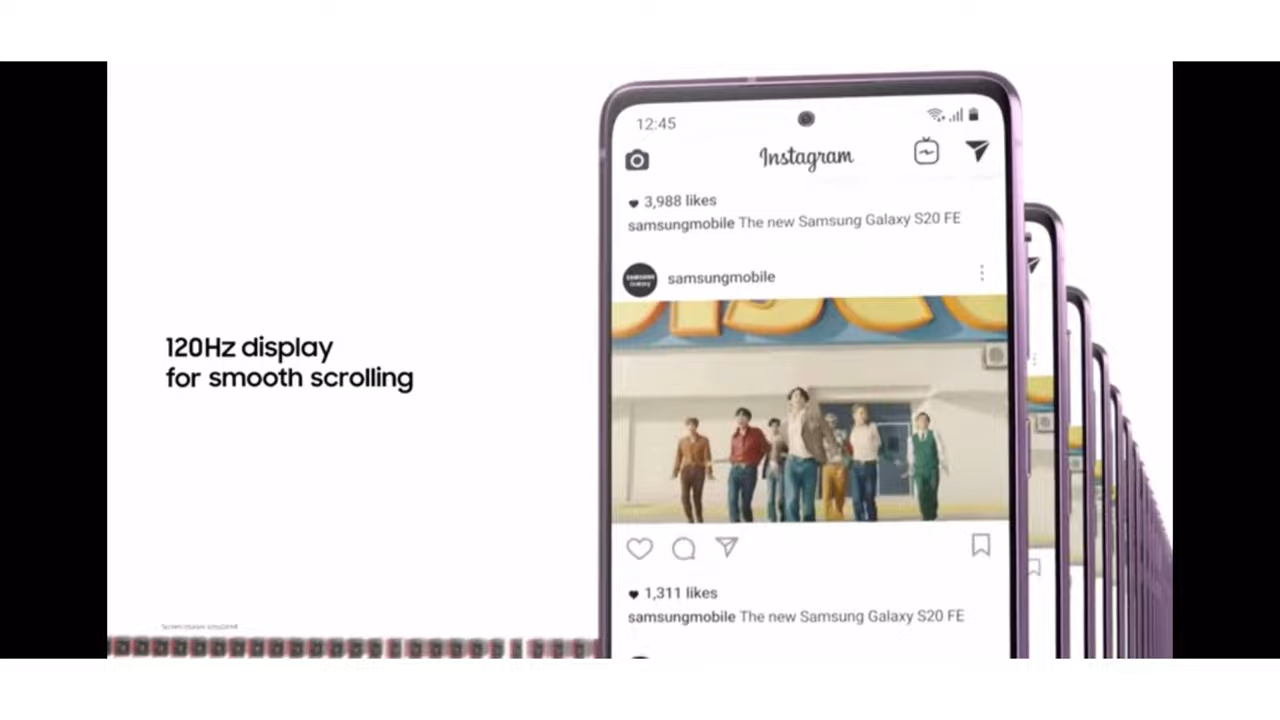 120Hz display
for smooth scrolling
12:45
Instagram
3,988 likes
samsungmobile The new Samsung Galaxy S20 FE
samsungmobile
1,311 likes
samsungmobile The new Samsung Galaxy S20 FE